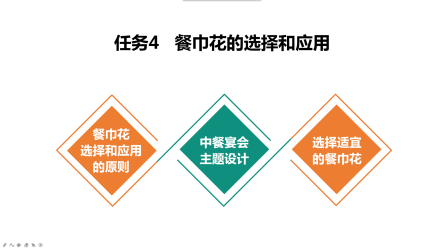 任务4 餐巾花的选择和应用
餐巾花
选择和应用
的原则
中餐宴会
主题设计
选择适宜
的餐巾花